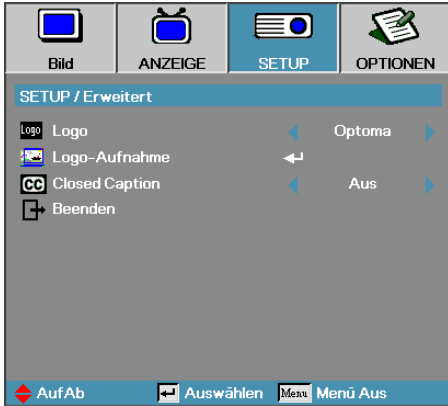 Bild ANZEIGE SETUP OPTIONEN
SETUP / Erweitert
Logo Logo Optoma
Logo-Aufnahme
CC Closed Caption Aus
Beenden
AufAb Auswählen Menu Menü Aus